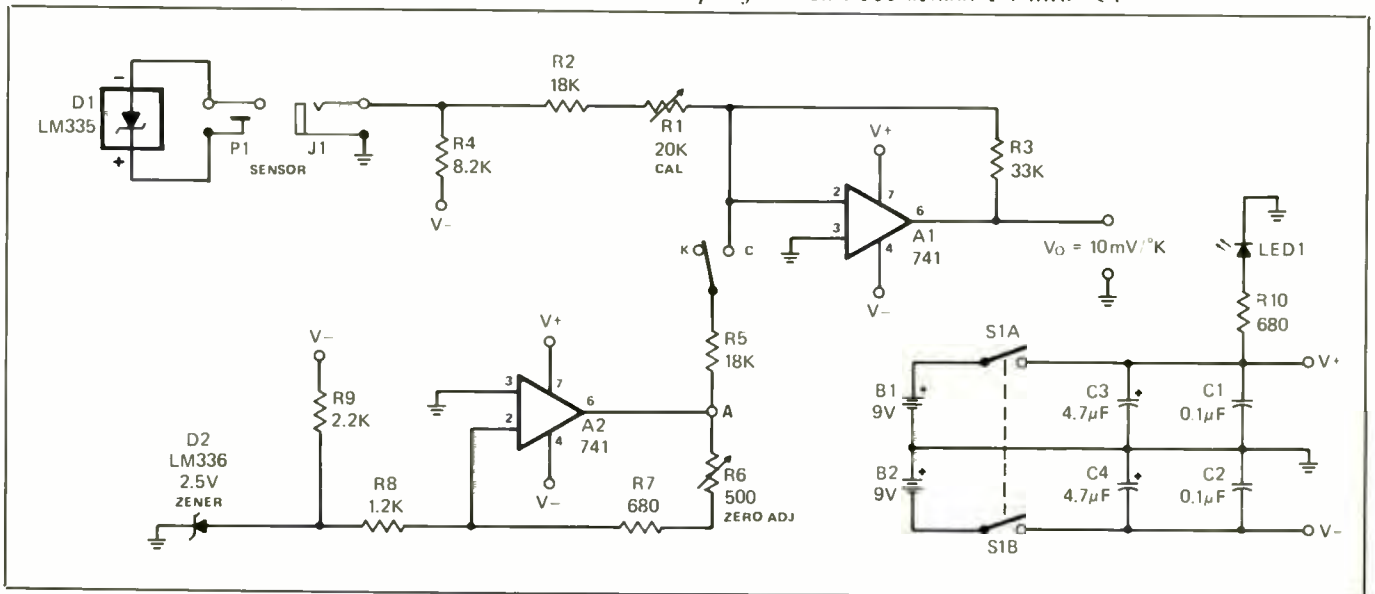 D1
LM335
-
+
P1
SENSOR
J1
R4
8.2K
V-
R2
18K
R1
20K
CAL
R3
33K
V+
2
3
7
6
4
A1
741
V-
VO = 10mV/°K
K
C
R5
18K
A
V-
R9
2.2K
D2
LM336
2.5V
ZENER
R8
1.2K
V+
3
2
7
6
4
A2
741
V-
R7
680
R6
500
ZERO ADJ
LED1
R10
680
S1A
B1
9V
+
B2
9V
+
S1B
C3
4.7µF
+
C1
0.1µF
C4
4.7µF
+
C2
0.1µF
V+
V-